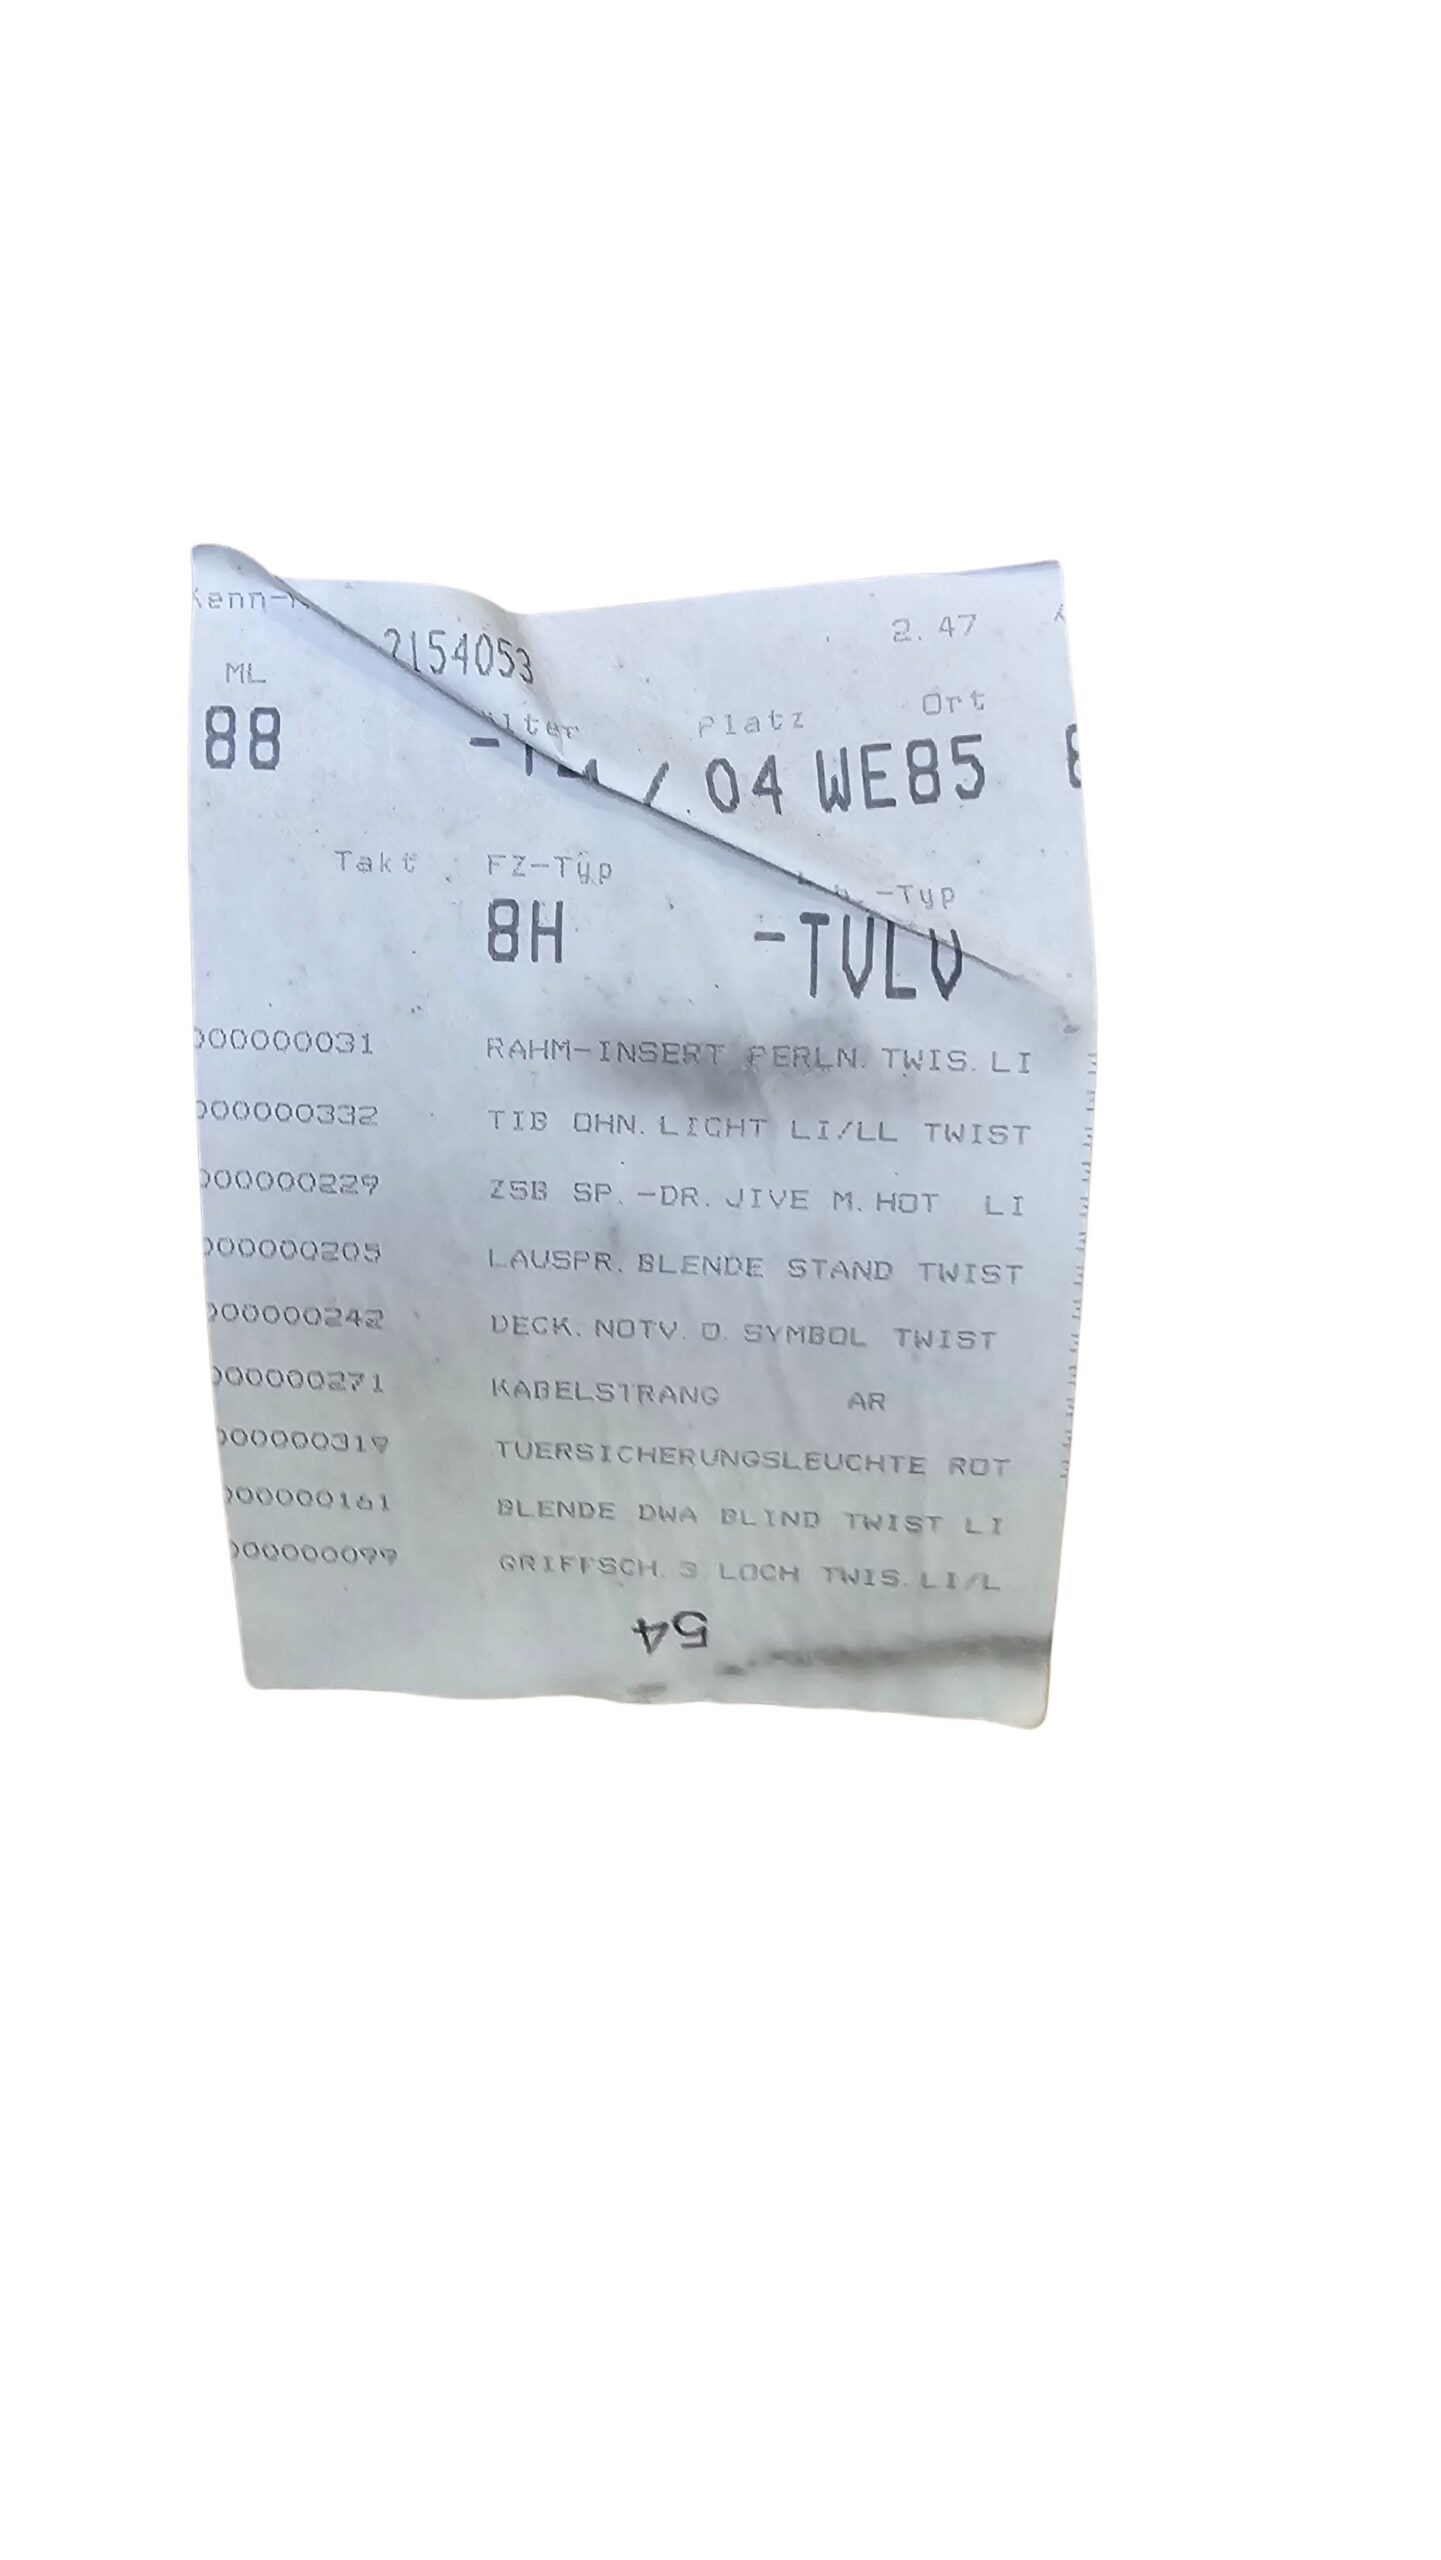 2154053 2.47
ML Platz Ort
88 / 04 WE85
Takt FZ-Typ -Typ
8H -TVLV
000000031 RAHM-INSERT PERLN. TWIS. LI
000000332 TIB OHN. LICHT LI/LL TWIST
000000229 ZSB SP.-DR. JIVE M. HOT LI
000000205 LAUSPR. BLENDE STAND TWIST
000000242 DECK. NOTV. O. SYMBOL TWIST
000000271 KABELSTRANG AR
000000319 TUERSICHERUNGSLEUCHTE ROT
000000161 BLENDE DWA BLIND TWIST LI
000000099 GRIFFSCH. 3 LOCH TWIS. LI/L
54